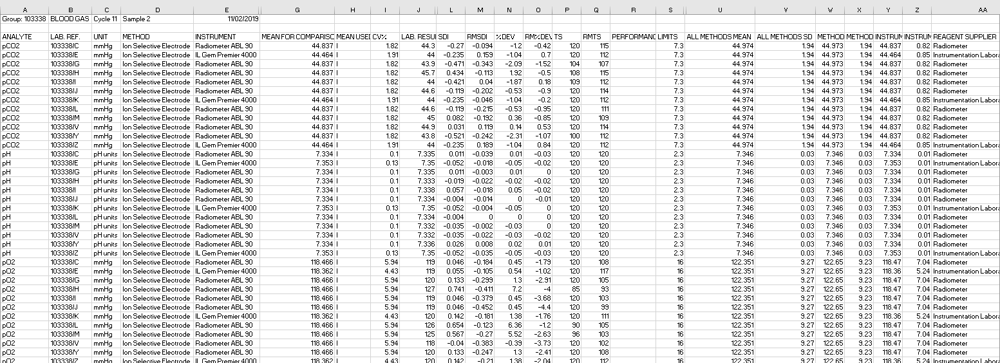 A B C D E G H I J L M N O P Q R S U V W X Y Z AA
Group: 103338 BLOOD GAS Cycle 11 Sample 2 11/02/2019
ANALYTE LAB. REF. UNIT METHOD INSTRUMENT MEAN FOR COMPARISO MEAN USED CV% LAB. RESUL SDI RMSDI %DEV RM%DEV TS RMTS PERFORMANC LIMITS ALL METHODS MEAN ALL METHODS SD METHOD METHOD INSTRUM INSTRUM REAGENT SUPPLIER
pCO2 103338/C mmHg Ion Selective Electrode Radiometer ABL 90 44.837 I 1.82 44.3 -0.27 -0.094 -1.2 -0.42 120 115 7.3 44.974 1.94 44.973 1.94 44.837 0.82 Radiometer
pCO2 103338/E mmHg Ion Selective Electrode IL Gem Premier 4000 44.464 I 1.91 44 -0.235 0.159 -1.04 0.7 120 112 7.3 44.974 1.94 44.973 1.94 44.464 0.85 Instrumentation Labora
pCO2 103338/G mmHg Ion Selective Electrode Radiometer ABL 90 44.837 I 1.82 43.9 -0.471 -0.343 -2.09 -1.52 104 107 7.3 44.974 1.94 44.973 1.94 44.837 0.82 Radiometer
pCO2 103338/H mmHg Ion Selective Electrode Radiometer ABL 90 44.837 I 1.82 45.7 0.434 -0.113 1.92 -0.5 108 115 7.3 44.974 1.94 44.973 1.94 44.837 0.82 Radiometer
pCO2 103338/I mmHg Ion Selective Electrode Radiometer ABL 90 44.837 I 1.82 44 -0.421 0.04 -1.87 0.18 109 112 7.3 44.974 1.94 44.973 1.94 44.837 0.82 Radiometer
pCO2 103338/J mmHg Ion Selective Electrode Radiometer ABL 90 44.837 I 1.82 44.6 -0.119 -0.202 -0.53 -0.9 120 114 7.3 44.974 1.94 44.973 1.94 44.837 0.82 Radiometer
pCO2 103338/K mmHg Ion Selective Electrode IL Gem Premier 4000 44.464 I 1.91 44 -0.235 -0.046 -1.04 -0.2 120 112 7.3 44.974 1.94 44.973 1.94 44.464 0.85 Instrumentation Labora
pCO2 103338/L mmHg Ion Selective Electrode Radiometer ABL 90 44.837 I 1.82 44.6 -0.119 -0.215 -0.53 -0.95 120 111 7.3 44.974 1.94 44.973 1.94 44.837 0.82 Radiometer
pCO2 103338/M mmHg Ion Selective Electrode Radiometer ABL 90 44.837 I 1.82 45 0.082 -0.192 0.36 -0.85 120 109 7.3 44.974 1.94 44.973 1.94 44.837 0.82 Radiometer
pCO2 103338/V mmHg Ion Selective Electrode Radiometer ABL 90 44.837 I 1.82 44.9 0.031 0.119 0.14 0.53 120 114 7.3 44.974 1.94 44.973 1.94 44.837 0.82 Radiometer
pCO2 103338/Y mmHg Ion Selective Electrode Radiometer ABL 90 44.837 I 1.82 43.8 -0.521 -0.242 -2.31 -1.07 100 112 7.3 44.974 1.94 44.973 1.94 44.837 0.82 Radiometer
pCO2 103338/Z mmHg Ion Selective Electrode IL Gem Premier 4000 44.464 I 1.91 44 -0.235 0.189 -1.04 0.84 120 112 7.3 44.974 1.94 44.973 1.94 44.464 0.85 Instrumentation Labora
pH 103338/C pH units Ion Selective Electrode Radiometer ABL 90 7.334 I 0.1 7.335 0.011 -0.039 0.01 -0.03 120 120 2.3 7.346 0.03 7.346 0.03 7.334 0.01 Radiometer
pH 103338/E pH units Ion Selective Electrode IL Gem Premier 4000 7.353 I 0.13 7.35 -0.052 -0.018 -0.05 -0.02 120 120 2.3 7.346 0.03 7.346 0.03 7.353 0.01 Instrumentation Labora
pH 103338/G pH units Ion Selective Electrode Radiometer ABL 90 7.334 I 0.1 7.335 0.011 -0.003 0.01 0 120 120 2.3 7.346 0.03 7.346 0.03 7.334 0.01 Radiometer
pH 103338/H pH units Ion Selective Electrode Radiometer ABL 90 7.334 I 0.1 7.333 -0.019 -0.022 -0.02 -0.02 120 120 2.3 7.346 0.03 7.346 0.03 7.334 0.01 Radiometer
pH 103338/I pH units Ion Selective Electrode Radiometer ABL 90 7.334 I 0.1 7.338 0.057 -0.018 0.05 -0.02 120 120 2.3 7.346 0.03 7.346 0.03 7.334 0.01 Radiometer
pH 103338/J pH units Ion Selective Electrode Radiometer ABL 90 7.334 I 0.1 7.334 -0.004 -0.014 0 -0.01 120 120 2.3 7.346 0.03 7.346 0.03 7.334 0.01 Radiometer
pH 103338/K pH units Ion Selective Electrode IL Gem Premier 4000 7.353 I 0.13 7.35 -0.052 -0.004 -0.05 0 120 120 2.3 7.346 0.03 7.346 0.03 7.353 0.01 Instrumentation Labora
pH 103338/L pH units Ion Selective Electrode Radiometer ABL 90 7.334 I 0.1 7.334 -0.004 0 0 0 120 120 2.3 7.346 0.03 7.346 0.03 7.334 0.01 Radiometer
pH 103338/M pH units Ion Selective Electrode Radiometer ABL 90 7.334 I 0.1 7.332 -0.035 -0.002 -0.03 0 120 120 2.3 7.346 0.03 7.346 0.03 7.334 0.01 Radiometer
pH 103338/V pH units Ion Selective Electrode Radiometer ABL 90 7.334 I 0.1 7.332 -0.035 -0.022 -0.03 -0.02 120 120 2.3 7.346 0.03 7.346 0.03 7.334 0.01 Radiometer
pH 103338/Y pH units Ion Selective Electrode Radiometer ABL 90 7.334 I 0.1 7.336 0.026 0.008 0.02 0.01 120 120 2.3 7.346 0.03 7.346 0.03 7.334 0.01 Radiometer
pH 103338/Z pH units Ion Selective Electrode IL Gem Premier 4000 7.353 I 0.13 7.35 -0.052 -0.035 -0.05 -0.03 120 120 2.3 7.346 0.03 7.346 0.03 7.353 0.01 Instrumentation Labora
pO2 103338/C mmHg Ion Selective Electrode Radiometer ABL 90 118.466 I 5.94 119 0.046 -0.184 0.45 -1.79 120 108 16 122.351 9.27 122.65 9.23 118.47 7.04 Radiometer
pO2 103338/E mmHg Ion Selective Electrode IL Gem Premier 4000 118.362 I 4.43 119 0.055 -0.105 0.54 -1.02 120 117 16 122.351 9.27 122.65 9.23 118.36 5.24 Instrumentation Labora
pO2 103338/G mmHg Ion Selective Electrode Radiometer ABL 90 118.466 I 5.94 120 0.133 -0.299 1.3 -2.91 120 105 16 122.351 9.27 122.65 9.23 118.47 7.04 Radiometer
pO2 103338/H mmHg Ion Selective Electrode Radiometer ABL 90 118.466 I 5.94 127 0.741 -0.411 7.2 -4 85 93 16 122.351 9.27 122.65 9.23 118.47 7.04 Radiometer
pO2 103338/I mmHg Ion Selective Electrode Radiometer ABL 90 118.466 I 5.94 119 0.046 -0.379 0.45 -3.68 120 103 16 122.351 9.27 122.65 9.23 118.47 7.04 Radiometer
pO2 103338/J mmHg Ion Selective Electrode Radiometer ABL 90 118.466 I 5.94 119 0.046 -0.452 0.45 -4.4 120 99 16 122.351 9.27 122.65 9.23 118.47 7.04 Radiometer
pO2 103338/K mmHg Ion Selective Electrode IL Gem Premier 4000 118.362 I 4.43 120 0.142 -0.181 1.38 -1.76 120 111 16 122.351 9.27 122.65 9.23 118.36 5.24 Instrumentation Labora
pO2 103338/L mmHg Ion Selective Electrode Radiometer ABL 90 118.466 I 5.94 126 0.654 -0.123 6.36 -1.2 90 105 16 122.351 9.27 122.65 9.23 118.47 7.04 Radiometer
pO2 103338/M mmHg Ion Selective Electrode Radiometer ABL 90 118.466 I 5.94 125 0.567 -0.27 5.52 -2.63 96 103 16 122.351 9.27 122.65 9.23 118.47 7.04 Radiometer
pO2 103338/V mmHg Ion Selective Electrode Radiometer ABL 90 118.466 I 5.94 118 -0.04 -0.383 -0.39 -3.73 120 102 16 122.351 9.27 122.65 9.23 118.47 7.04 Radiometer
pO2 103338/Y mmHg Ion Selective Electrode Radiometer ABL 90 118.466 I 5.94 120 0.133 -0.247 1.3 -2.41 120 108 16 122.351 9.27 122.65 9.23 118.47 7.04 Radiometer
pO2 103338/Z mmHg Ion Selective Electrode IL Gem Premier 4000 118.362 I 4.43 120 0.142 -0.21 1.38 -2.04 120 112 16 122.351 9.27 122.65 9.23 118.36 5.24 Instrumentation Labora